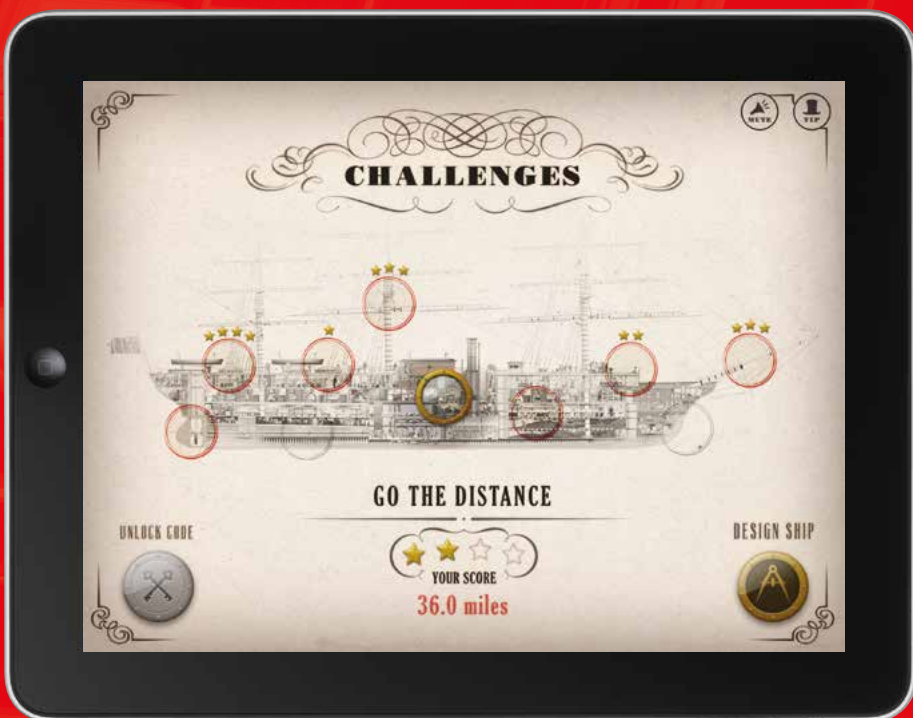 MUTE
TIP
CHALLENGES
GO THE DISTANCE
UNLOCK CODE
DESIGN SHIP
YOUR SCORE
36.0 miles